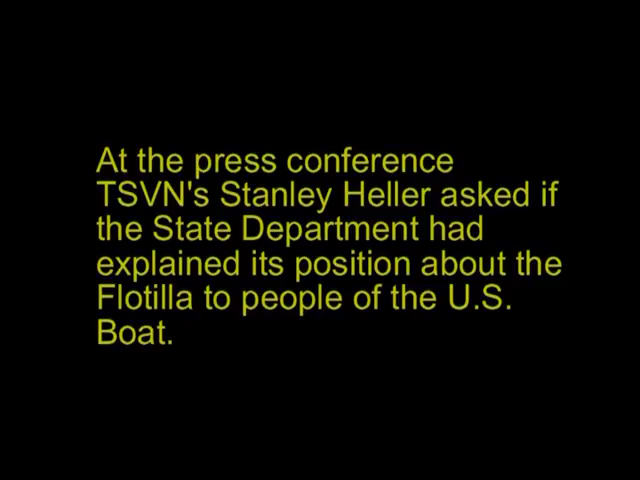 At the press conference
TSVN's Stanley Heller asked if
the State Department had
explained its position about the
Flotilla to people of the U.S.
Boat.